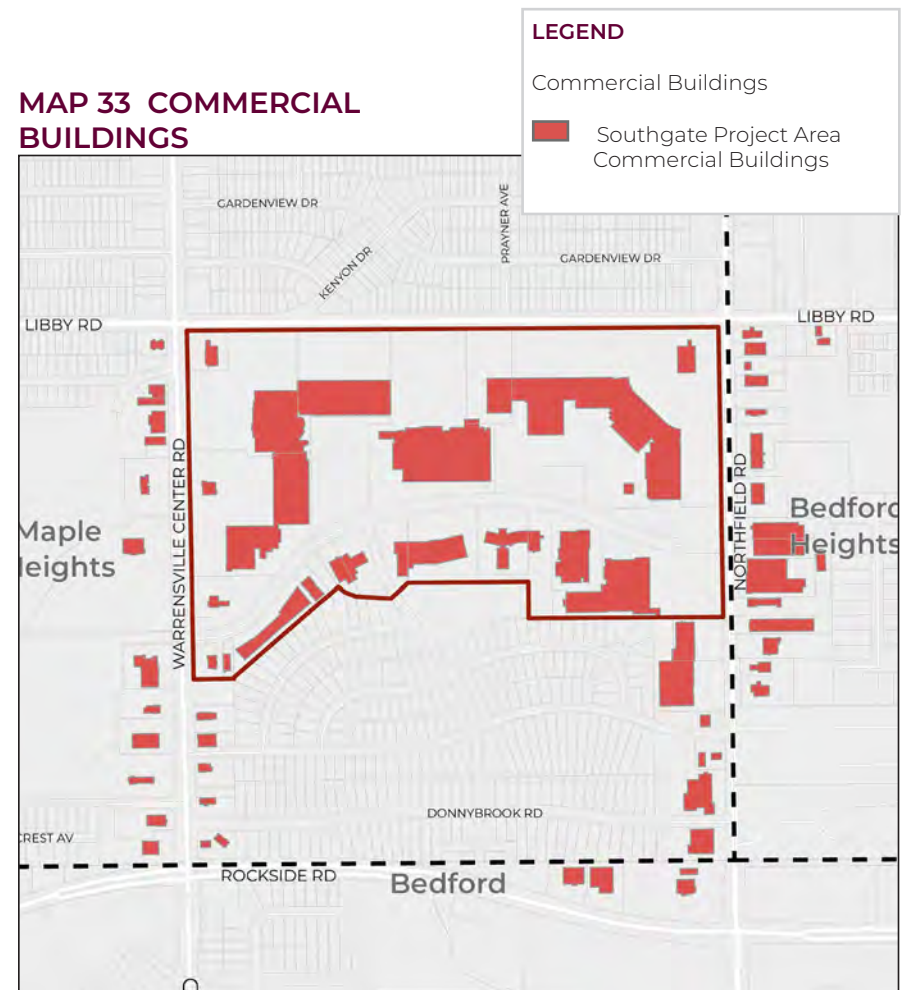 LEGEND
Commercial Buildings
Southgate Project Area
Commercial Buildings
MAP 33 COMMERCIAL
BUILDINGS
GARDENVIEW DR
PRAYNER AVE
KENYON DR
GARDENVIEW DR
LIBBY RD
LIBBY RD
WARRENSVILLE CENTER RD
NORTHFIELD RD
Maple
Heights
Bedford
Heights
DONNYBROOK RD
CREST AV
ROCKSIDE RD
Bedford